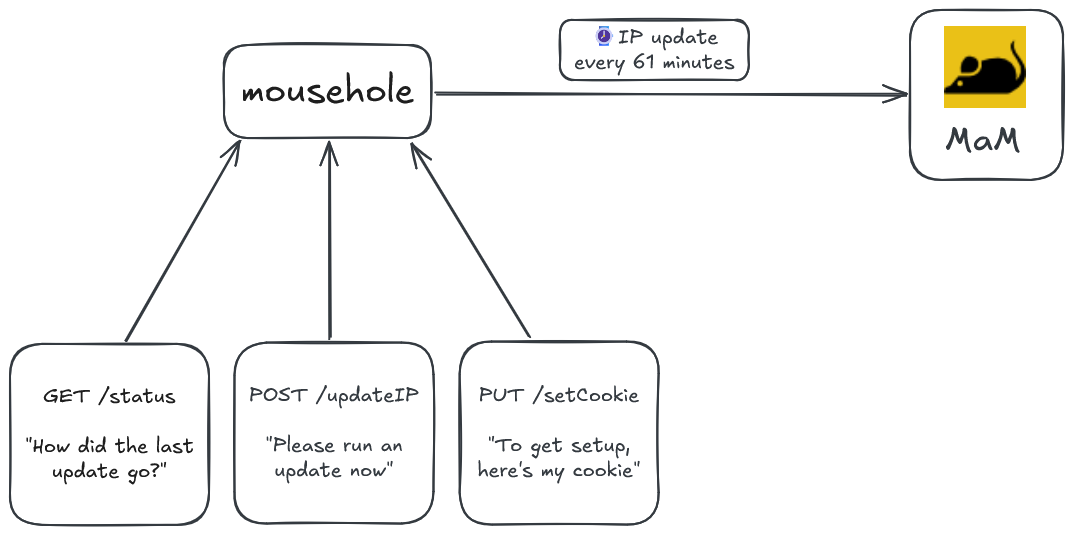 IP update
every 61 minutes
mousehole
MaM
GET /status
"How did the last
update go?"
POST /updateIP
"Please run an
update now"
PUT /setCookie
"To get setup,
here's my cookie"